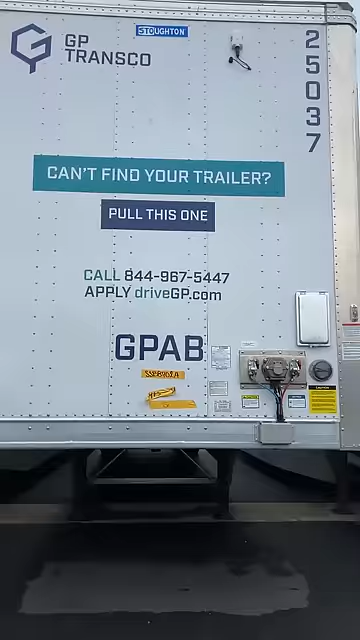 STOUGHTON
GP
TRANSCO
25037
CAN'T FIND YOUR TRAILER?
PULL THIS ONE
CALL 844-967-5447
APPLY driveGP.com
GPAB
CAUTION